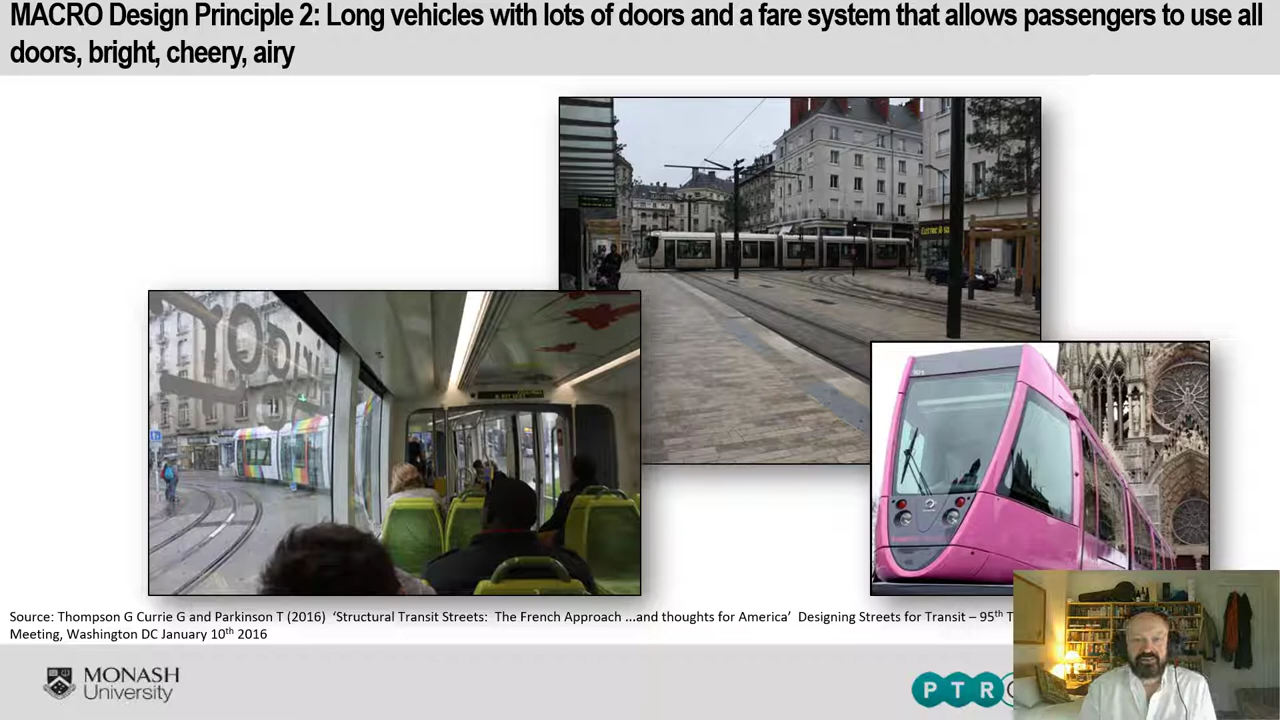 MACRO Design Principle 2: Long vehicles with lots of doors and a fare system that allows passengers to use all
doors, bright, cheery, airy
Source: Thompson G Currie G and Parkinson T (2016) ‘Structural Transit Streets: The French Approach ...and thoughts for America’ Designing Streets for Transit – 95th T
Meeting, Washington DC January 10th 2016
MONASH
University
PTR